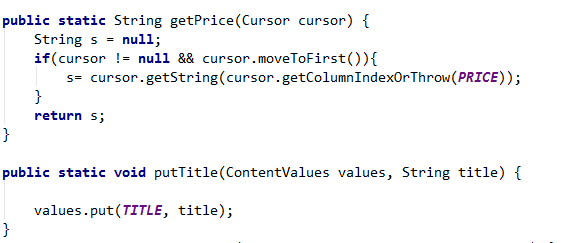 public static String getPrice(Cursor cursor) {
    String s = null;
    if(cursor != null && cursor.moveToFirst()){
        s= cursor.getString(cursor.getColumnIndexOrThrow(PRICE));
    }
    return s;
}

public static void putTitle(ContentValues values, String title) {

    values.put(TITLE, title);
}